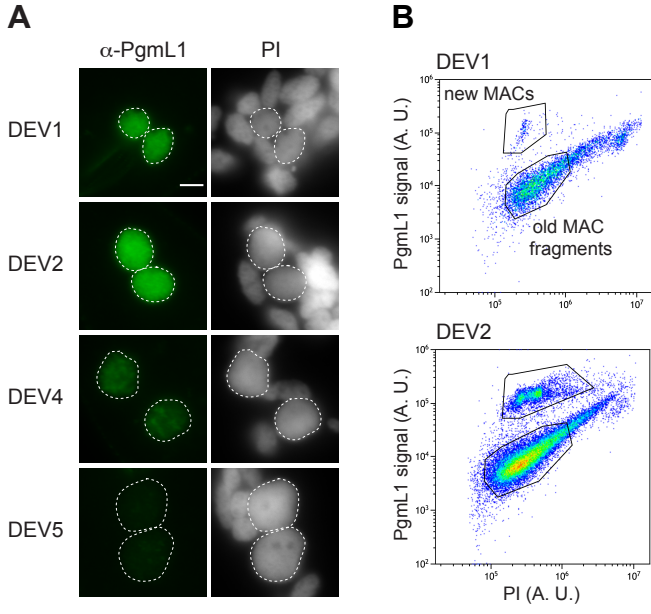 A
α-PgmL1 PI
DEV1
DEV2
DEV4
DEV5
B
DEV1
new MACs
old MAC
fragments
PgmL1 signal (A. U.)
10⁶
10⁵
10⁴
10³
10²
10⁵ 10⁶ 10⁷
DEV2
PgmL1 signal (A. U.)
10⁶
10⁵
10⁴
10³
10²
10⁵ 10⁶ 10⁷
PI (A. U.)